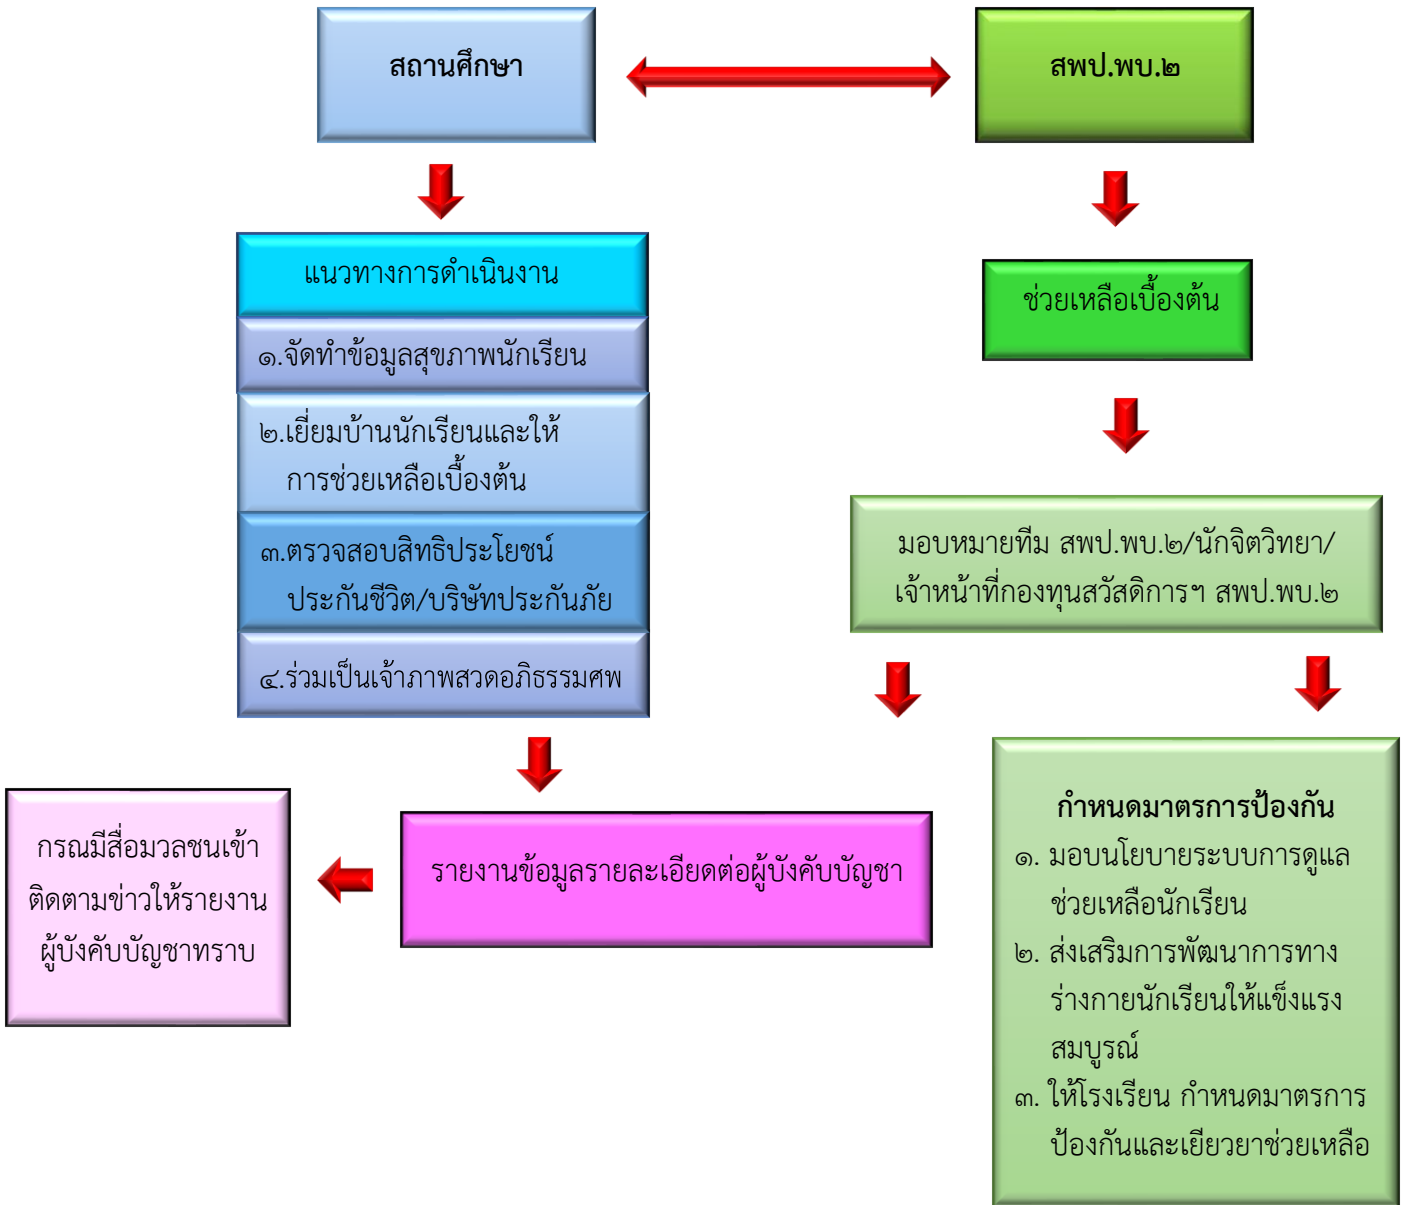 สถานศึกษา
สพป.พบ.๒
แนวทางการดำเนินงาน
๑.จัดทำข้อมูลสุขภาพนักเรียน
๒.เยี่ยมบ้านนักเรียนและให้
การช่วยเหลือเบื้องต้น
๓.ตรวจสอบสิทธิประโยชน์
ประกันชีวิต/บริษัทประกันภัย
๔.ร่วมเป็นเจ้าภาพสวดอภิธรรมศพ
ช่วยเหลือเบื้องต้น
มอบหมายทีม สพป.พบ.๒/นักจิตวิทยา/
เจ้าหน้าที่กองทุนสวัสดิการฯ สพป.พบ.๒
รายงานข้อมูลรายละเอียดต่อผู้บังคับบัญชา
กรณมีสื่อมวลชนเข้า
ติดตามข่าวให้รายงาน
ผู้บังคับบัญชาทราบ
กำหนดมาตรการป้องกัน
๑. มอบนโยบายระบบการดูแล
ช่วยเหลือนักเรียน
๒. ส่งเสริมการพัฒนาการทาง
ร่างกายนักเรียนให้แข็งแรง
สมบูรณ์
๓. ให้โรงเรียน กำหนดมาตรการ
ป้องกันและเยียวยาช่วยเหลือ